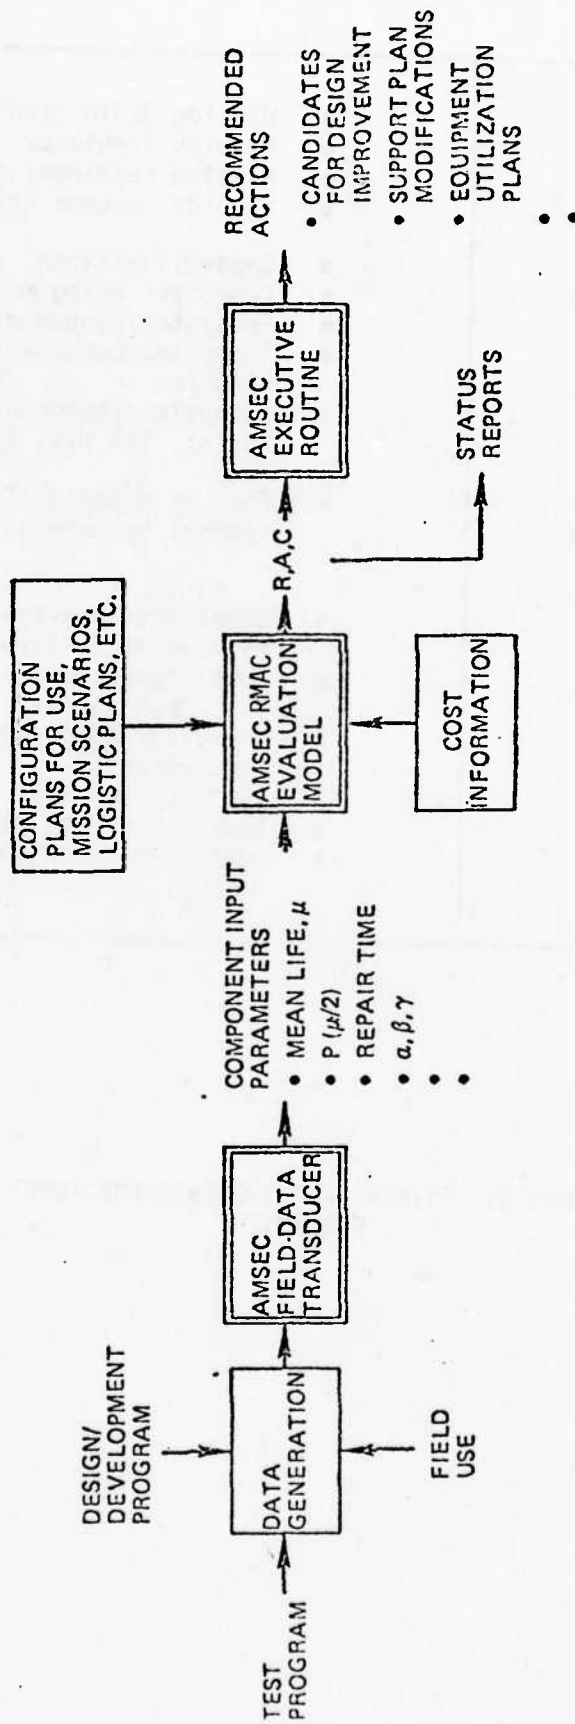 TEST
PROGRAM
DESIGN/
DEVELOPMENT
PROGRAM
DATA
GENERATION
FIELD
USE
AMSEC
FIELD-DATA
TRANSDUCER
COMPONENT INPUT
PARAMETERS
• MEAN LIFE, μ
• P (μ/2)
• REPAIR TIME
• α, β, γ
•
•
CONFIGURATION
PLANS FOR USE,
MISSION SCENARIOS,
LOGISTIC PLANS, ETC.
AMSEC RMAC
EVALUATION
MODEL
COST
INFORMATION
R, A, C
STATUS
REPORTS
AMSEC
EXECUTIVE
ROUTINE
RECOMMENDED
ACTIONS
• CANDIDATES
FOR DESIGN
IMPROVEMENT
• SUPPORT PLAN
MODIFICATIONS
• EQUIPMENT
UTILIZATION
PLANS
•
•